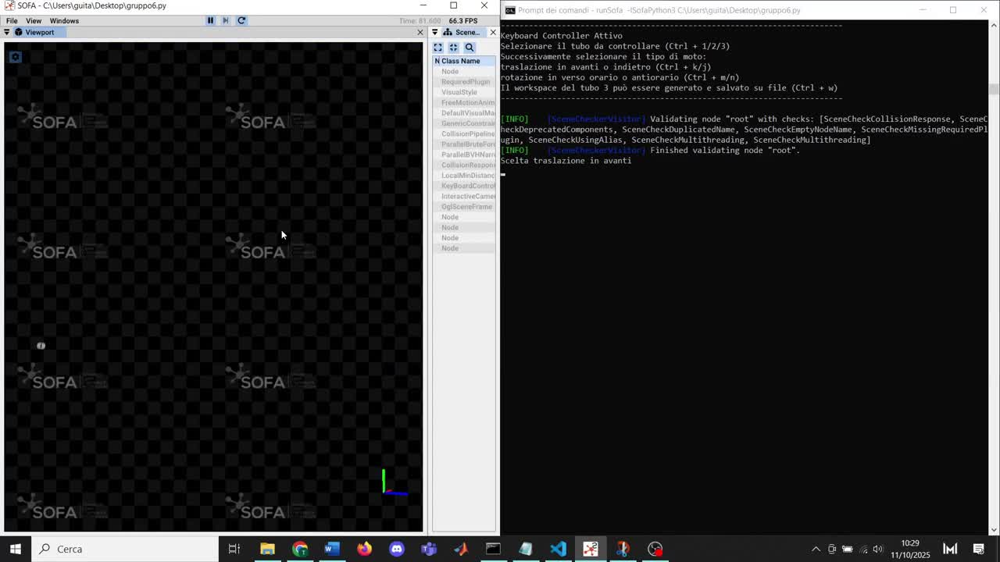 SOFA - C:\Users\guita\Desktop\gruppo6.py
File View Windows
Time: 81.600 66.3 FPS
Viewport
Scene...
N Class Name
Node
RequiredPlugin
VisualStyle
FreeMotionAnim
DefaultVisualMa
GenericConstrai
CollisionPipeline
ParallelBruteForc
ParallelBVHNarr
CollisionRespon
LocalMinDistanc
KeyBoardControl
InteractiveCame
OglSceneFrame
Node
Node
Node
Node
SOFA
SOFA
SOFA
SOFA
SOFA
SOFA
SOFA
SOFA
Prompt dei comandi - runSofa -lSofaPython3 C:\Users\guita\Desktop\gruppo6.py
--------------------------------------------------------------------------
Keyboard Controller Attivo
Selezionare il tubo da controllare (Ctrl + 1/2/3)
Successivamente selezionare il tipo di moto:
traslazione in avanti o indietro (Ctrl + k/j)
rotazione in verso orario o antiorario (Ctrl + m/n)
Il workspace del tubo 3 può essere generato e salvato su file (Ctrl + w)
--------------------------------------------------------------------------
[INFO] [SceneCheckerVisitor] Validating node "root" with checks: [SceneCheckCollisionResponse, SceneC
heckDeprecatedComponents, SceneCheckDuplicatedName, SceneCheckEmptyNodeName, SceneCheckMissingRequiredPl
ugin, SceneCheckUsingAlias, SceneCheckMultithreading, SceneCheckMultithreading]
[INFO] [SceneCheckerVisitor] Finished validating node "root".
Scelta traslazione in avanti
Cerca
10:29
11/10/2025